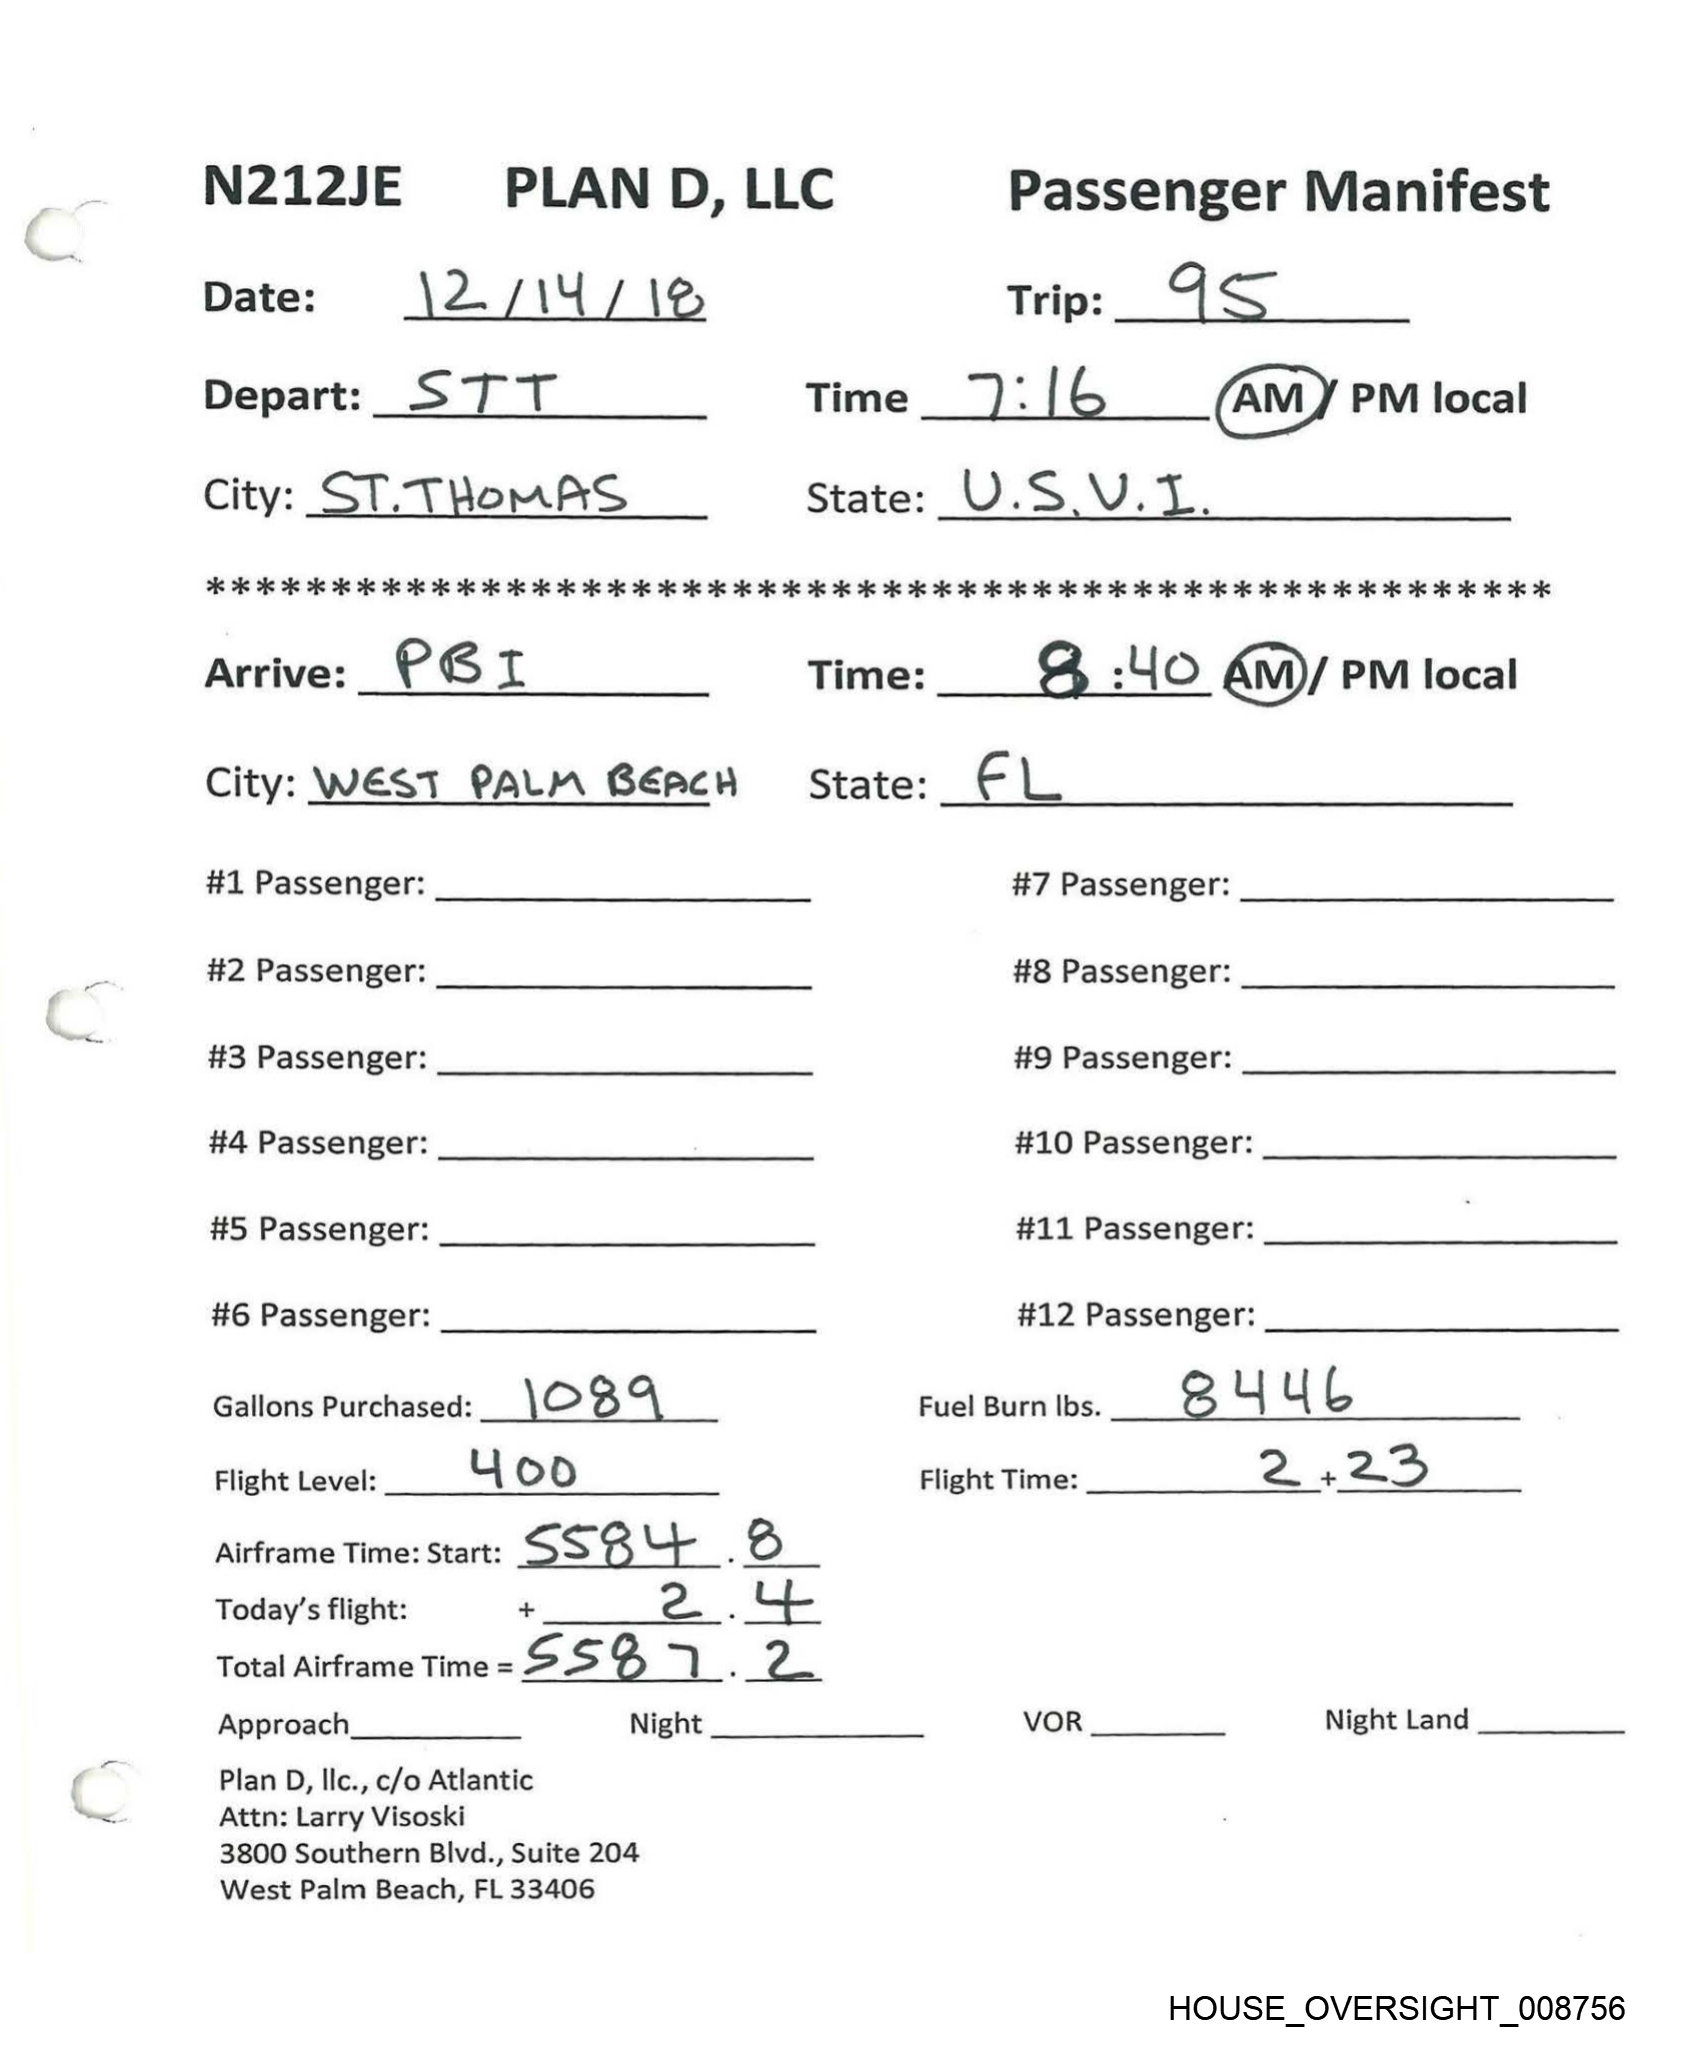 N212JE PLAN D, LLC Passenger Manifest
Date: 12/14/18 Trip: 95
Depart: STT Time 7:16 AM / PM local
City: ST. THOMAS State: U.S.V.I.
******************************************************
Arrive: PBI Time: 8:40 AM / PM local
City: WEST PALM BEACH State: FL
#1 Passenger: #7 Passenger:
#2 Passenger: #8 Passenger:
#3 Passenger: #9 Passenger:
#4 Passenger: #10 Passenger:
#5 Passenger: #11 Passenger:
#6 Passenger: #12 Passenger:
Gallons Purchased: 1089 Fuel Burn lbs. 8446
Flight Level: 400 Flight Time: 2 + 23
Airframe Time: Start: 5584.8
Today's flight: + 2.4
Total Airframe Time = 5587.2
Approach Night VOR Night Land
Plan D, llc., c/o Atlantic
Attn: Larry Visoski
3800 Southern Blvd., Suite 204
West Palm Beach, FL 33406
HOUSE_OVERSIGHT_008756